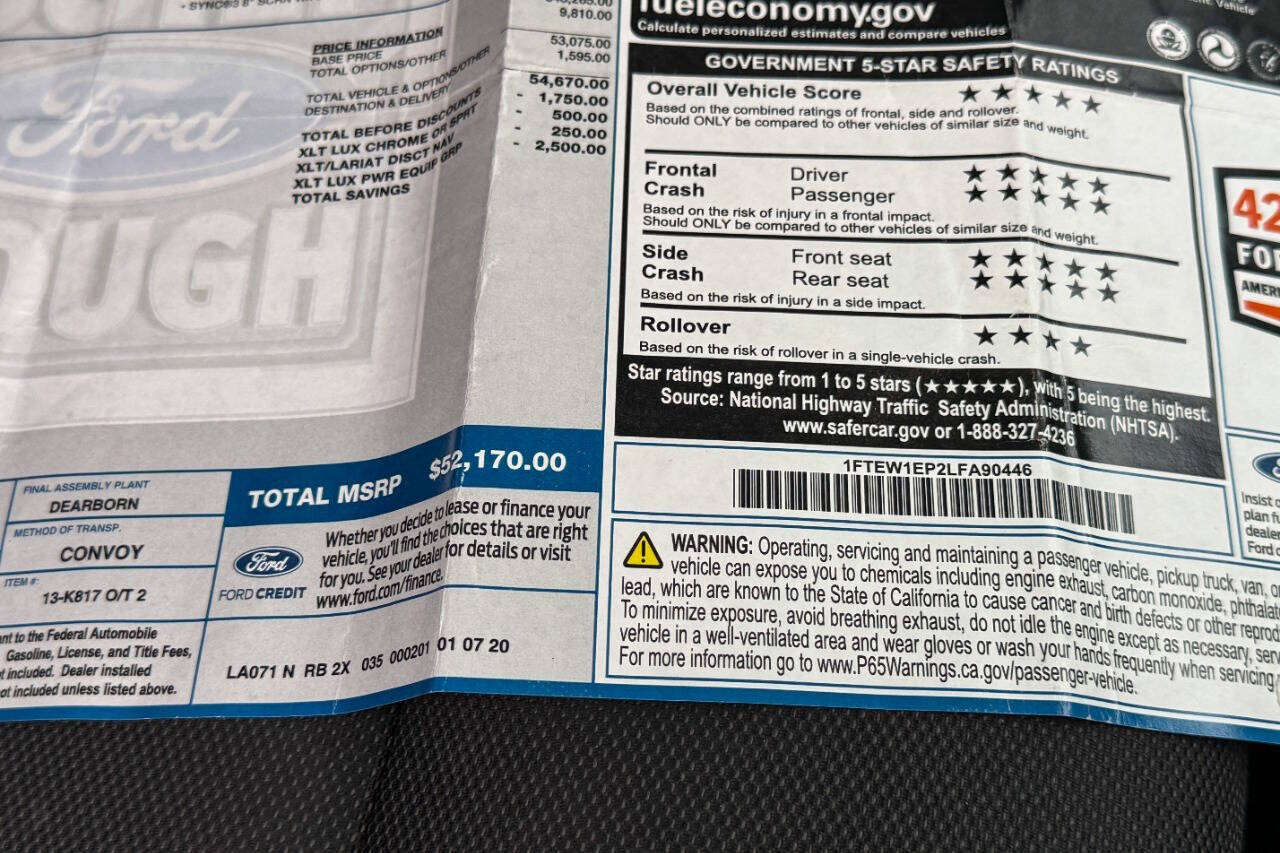 • SYNC®3 8" SCRN
9,810.00
PRICE INFORMATION
BASE PRICE
TOTAL OPTIONS/OTHER
53,075.00
1,595.00
TOTAL VEHICLE & OPTIONS/OTHER
DESTINATION & DELIVERY
TOTAL BEFORE DISCOUNTS
XLT LUX CHROME OR SPRT
XLT/LARIAT DISCT NAV
XLT LUX PWR EQUIP GRP
TOTAL SAVINGS
54,670.00
- 1,750.00
- 500.00
- 250.00
- 2,500.00
Ford
OUGH
FINAL ASSEMBLY PLANT
DEARBORN
METHOD OF TRANSP.
CONVOY
ITEM #:
13-K817 O/T 2
TOTAL MSRP $52,170.00
Ford
FORD CREDIT
Whether you decide to lease or finance your
vehicle, you'll find the choices that are right
for you. See your dealer for details or visit
www.ford.com/finance.
nt to the Federal Automobile
Gasoline, License, and Title Fees,
t included. Dealer installed
ot included unless listed above.
LA071 N RB 2X 035 000201 01 07 20
fueleconomy.gov
Calculate personalized estimates and compare vehicles
Vehicle
GOVERNMENT 5-STAR SAFETY RATINGS
Overall Vehicle Score ★ ★ ★ ★ ★
Based on the combined ratings of frontal, side and rollover.
Should ONLY be compared to other vehicles of similar size and weight.
Frontal Driver ★ ★ ★ ★ ★
Crash Passenger ★ ★ ★ ★ ★
Based on the risk of injury in a frontal impact.
Should ONLY be compared to other vehicles of similar size and weight.
Side Front seat ★ ★ ★ ★ ★
Crash Rear seat ★ ★ ★ ★ ★
Based on the risk of injury in a side impact.
Rollover ★ ★ ★ ★
Based on the risk of rollover in a single-vehicle crash.
Star ratings range from 1 to 5 stars (★★★★★), with 5 being the highest.
Source: National Highway Traffic Safety Administration (NHTSA).
www.safercar.gov or 1-888-327-4236
1FTEW1EP2LFA90446
WARNING: Operating, servicing and maintaining a passenger vehicle, pickup truck, van, o
vehicle can expose you to chemicals including engine exhaust, carbon monoxide, phthalat
lead, which are known to the State of California to cause cancer and birth defects or other reprod
To minimize exposure, avoid breathing exhaust, do not idle the engine except as necessary, serv
vehicle in a well-ventilated area and wear gloves or wash your hands frequently when servicing
For more information go to www.P65Warnings.ca.gov/passenger-vehicle.
42
FOR
AMERI
Insist
plan f
dealer
Ford